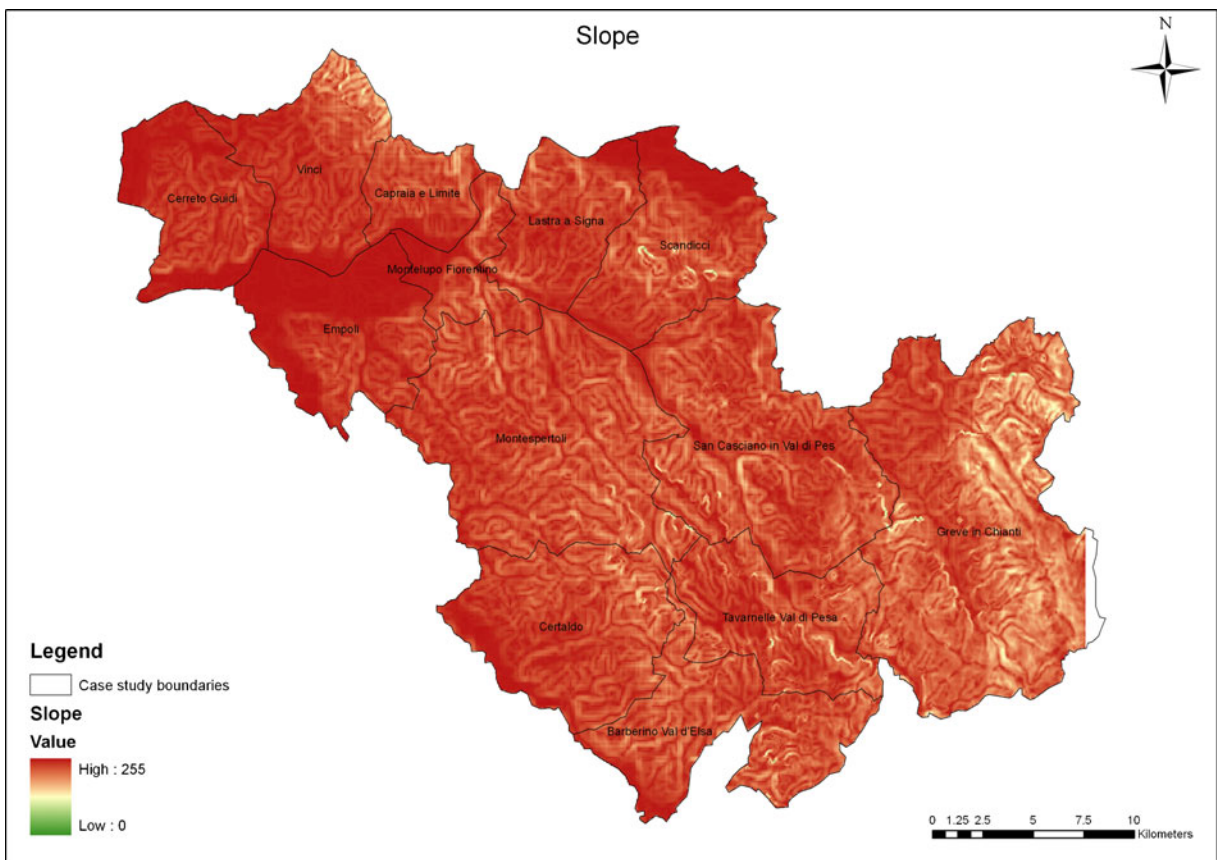 Slope
N
Vinci
Cerreto Guidi
Capraia e Limite
Lastra a Signa
Scandicci
Montelupo Fiorentino
Empoli
Montespertoli
San Casciano in Val di Pes
Greve in Chianti
Certaldo
Tavarnelle Val di Pesa
Barberino Val d'Elsa
Legend
Case study boundaries
Slope
Value
High : 255
Low : 0
0 1.25 2.5 5 7.5 10
Kilometers